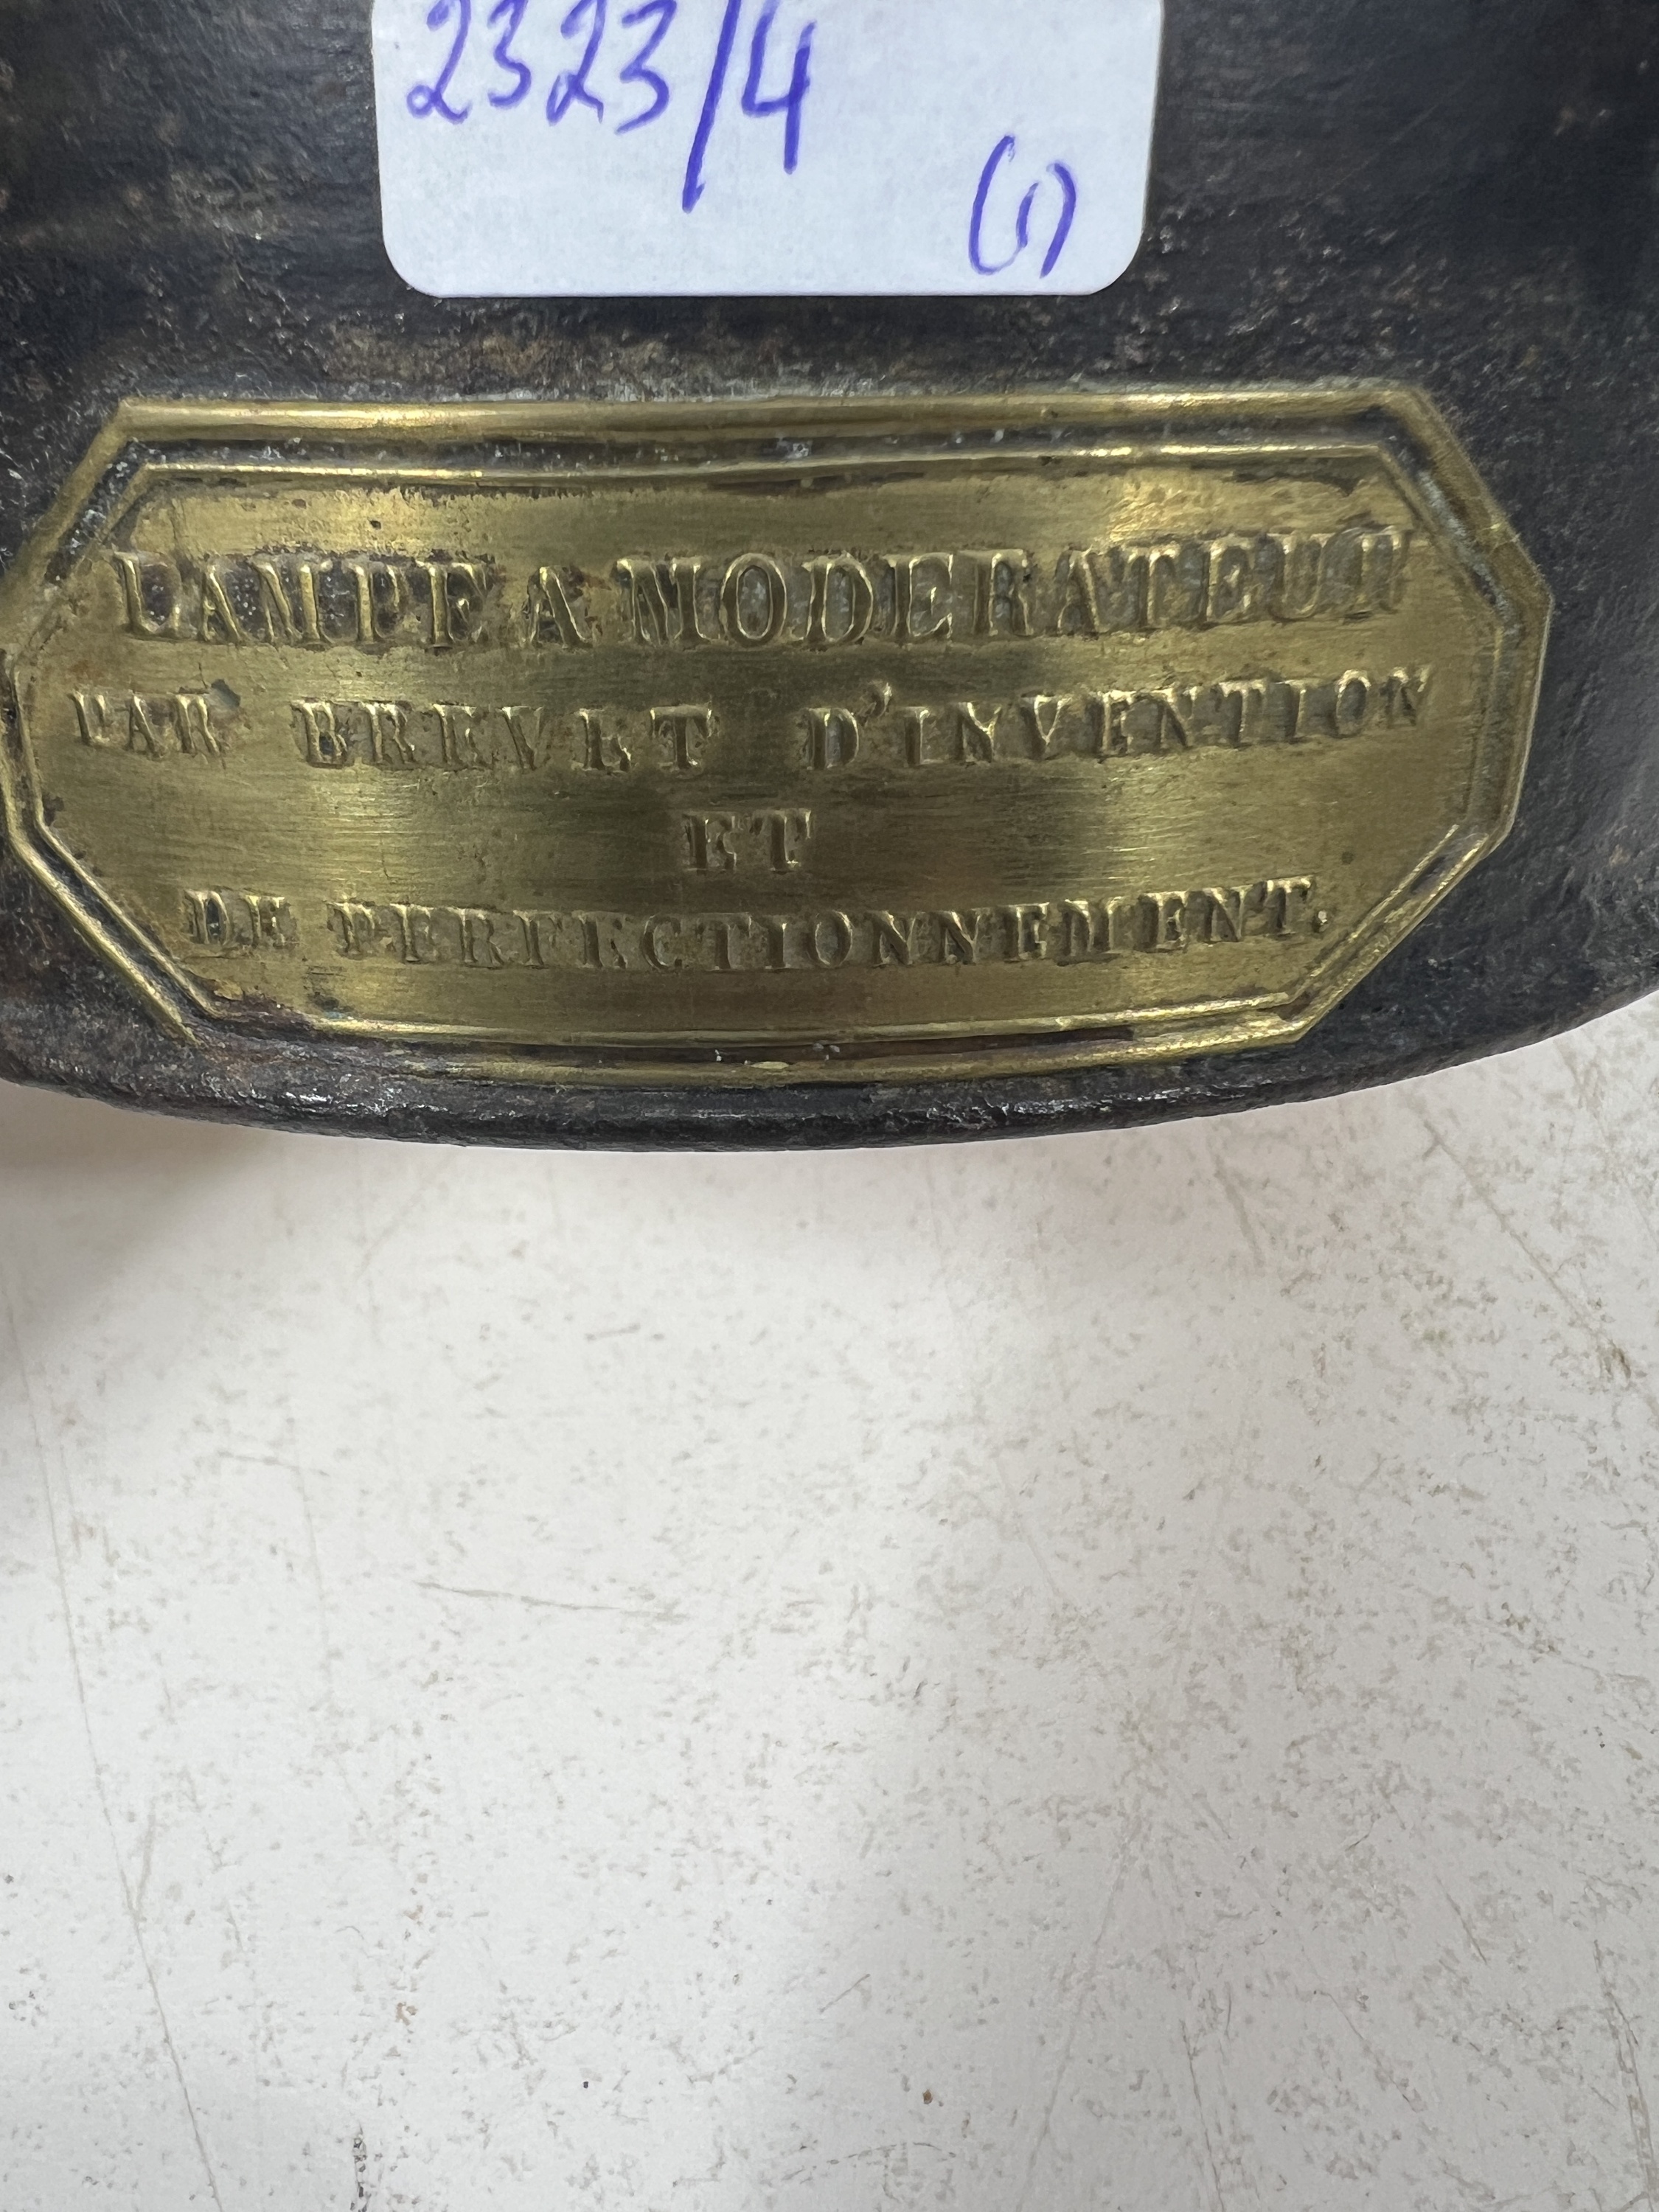 2323/4
(1)
LAMPE A MODERATEUR
PAR BREVET D'INVENTION
ET
DE PERFECTIONNEMENT.